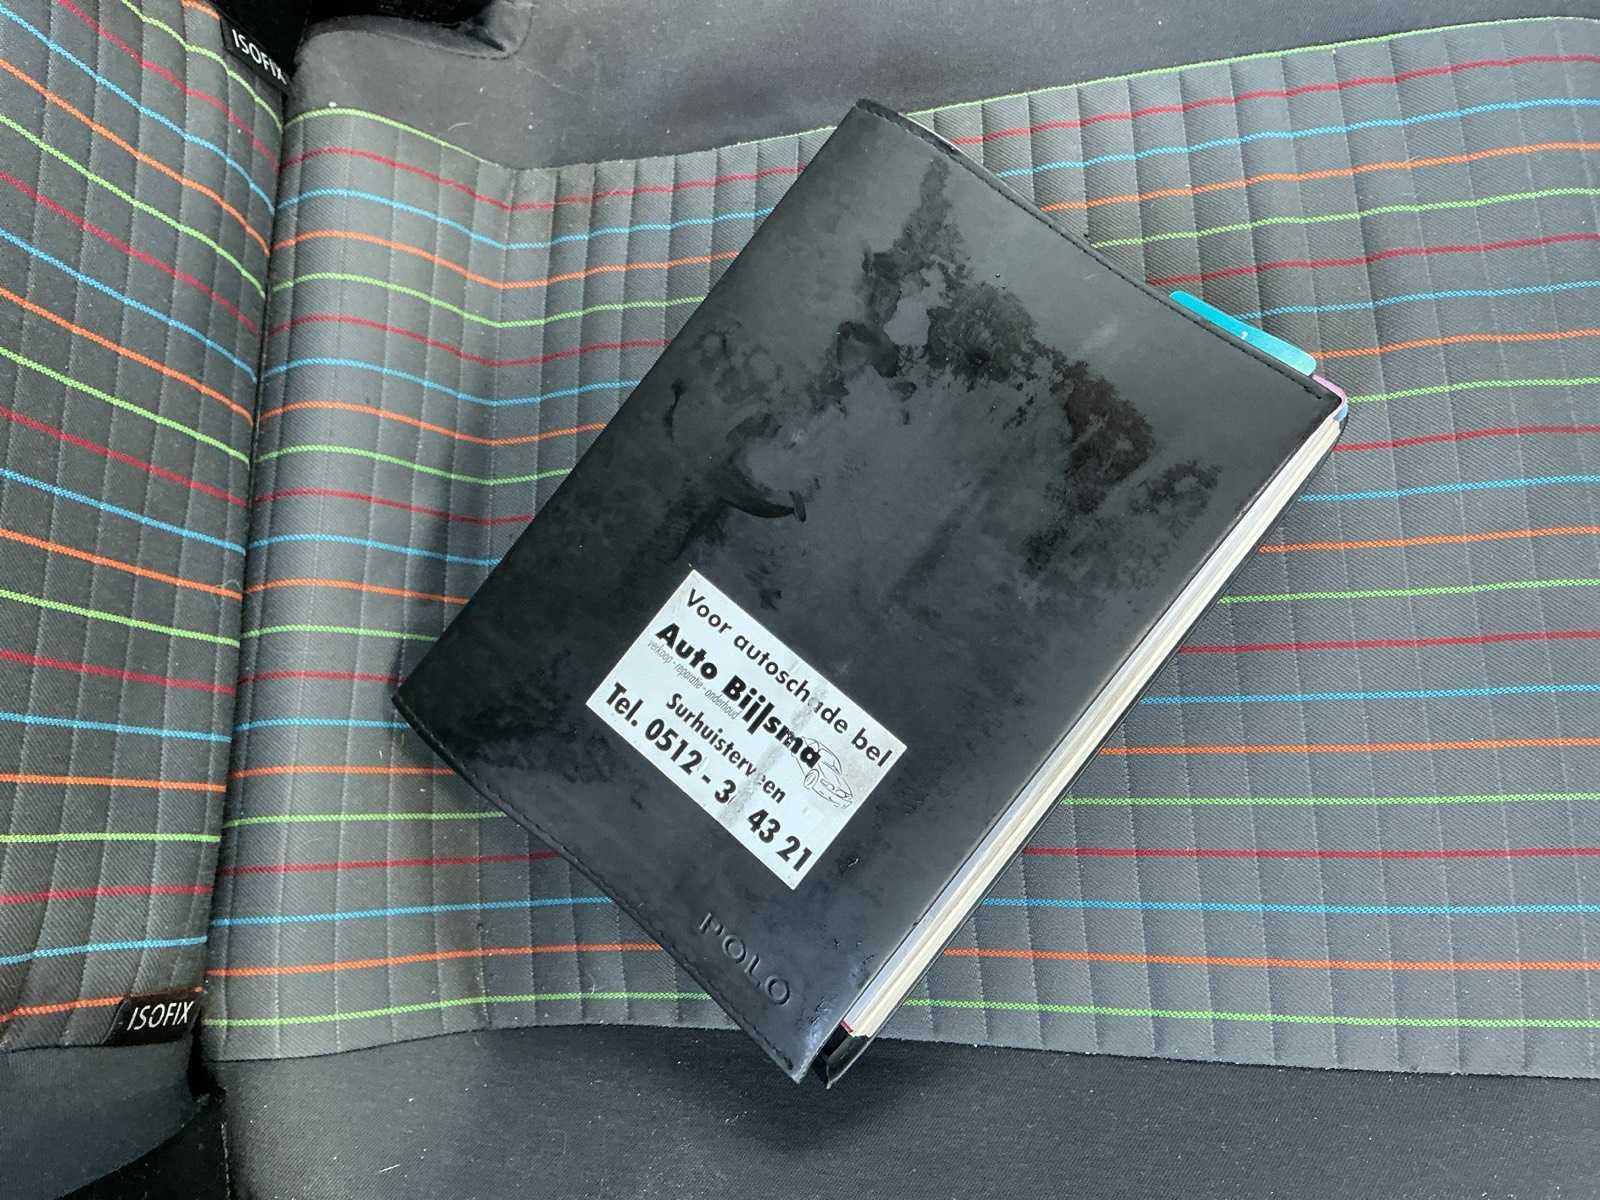 ISOFIX
Voor autoschade bel
Auto Bijlsma
verkoop - reparatie - onderhoud
Surhuisterveen
Tel. 0512 - 3 43 21
POLO
ISOFIX